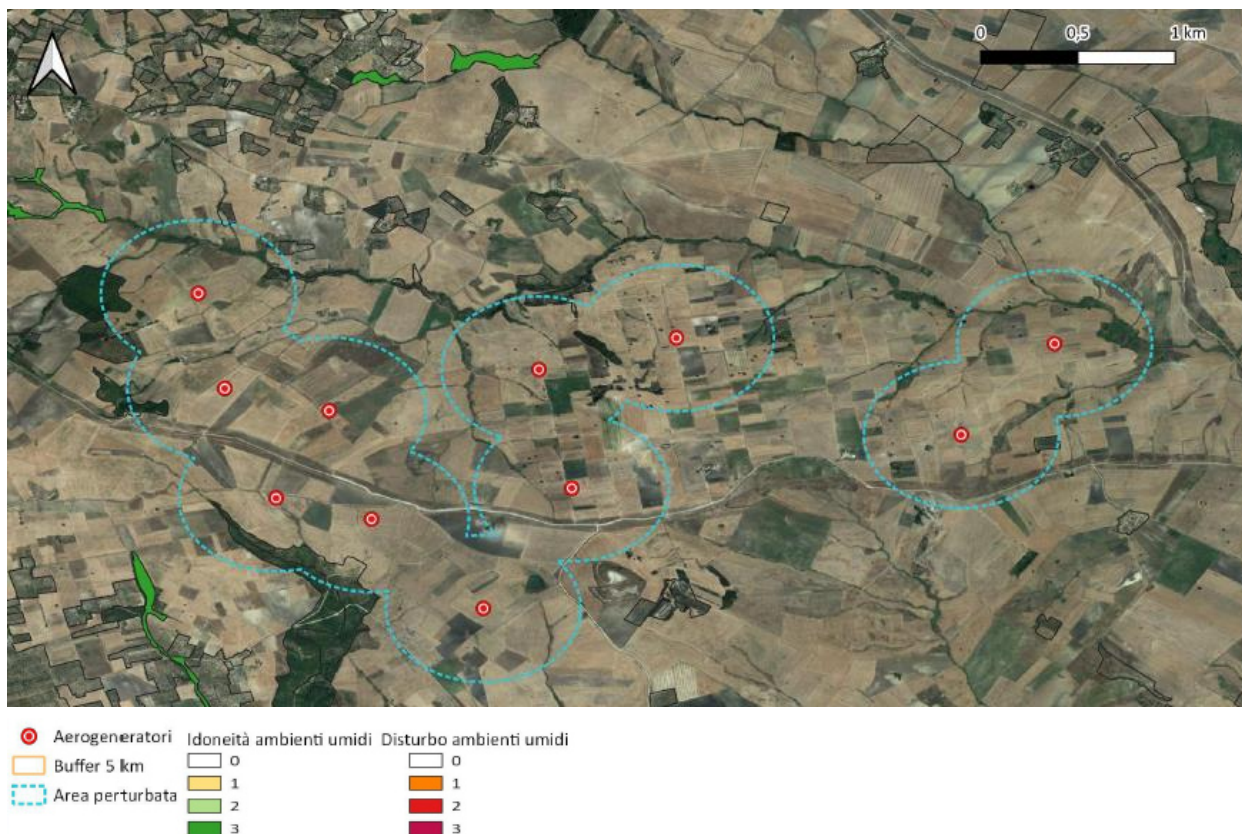 0 0,5 1 km
Aerogeneratori
Buffer 5 km
Area perturbata
Idoneità ambienti umidi
0
1
2
3
Disturbo ambienti umidi
0
1
2
3